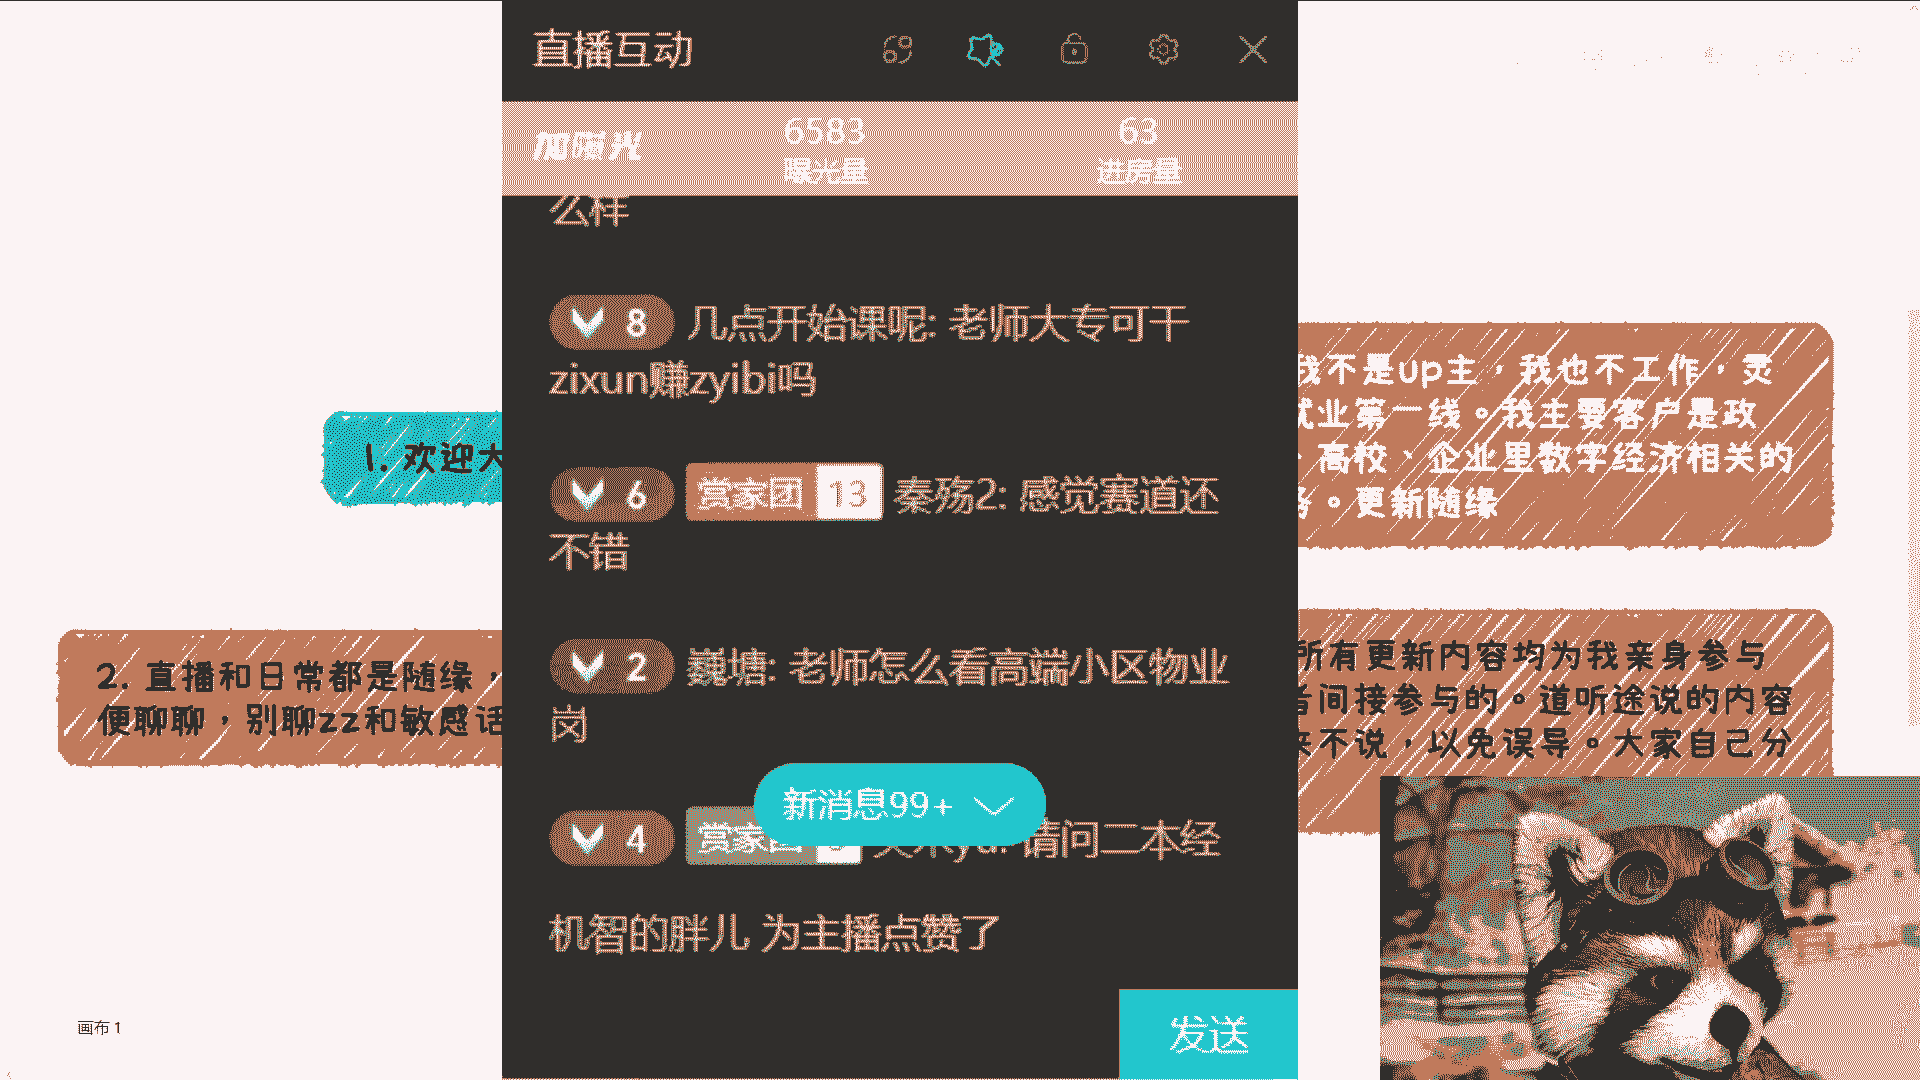 直播互动
加曝光
6583
曝光量
63
进房量
么样
8 几点开始课呢: 老师大专可干
zixun赚zyibi吗
6 赏家团 13 秦殇2: 感觉赛道还
不错
2 巍塘: 老师怎么看高端小区物业
岗
新消息99+
4 赏家团 请问二本经
机智的胖儿 为主播点赞了
发送
1. 欢迎大
2. 直播和日常都是随缘，
便聊聊，别聊zz和敏感话
我不是up主，我也不工作，灵
就业第一线。我主要客户是政
、高校、企业里数字经济相关的
务。更新随缘
所有更新内容均为我亲身参与
者间接参与的。道听途说的内容
来不说，以免误导。大家自己分
画布 1